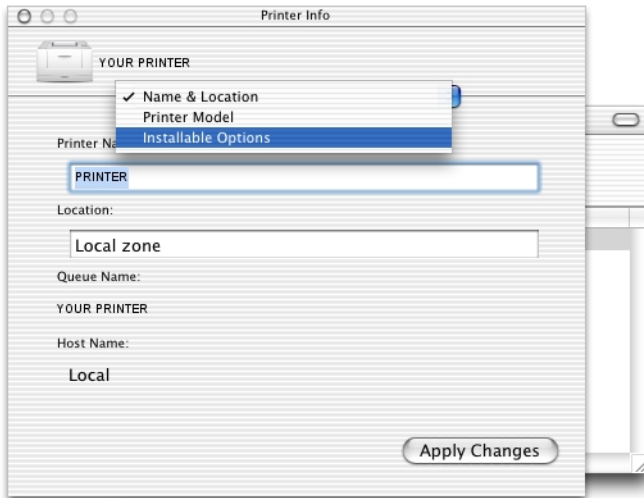 Printer Info
YOUR PRINTER
✓ Name & Location
Printer Model
Installable Options
Printer Na
PRINTER
Location:
Local zone
Queue Name:
YOUR PRINTER
Host Name:
Local
Apply Changes